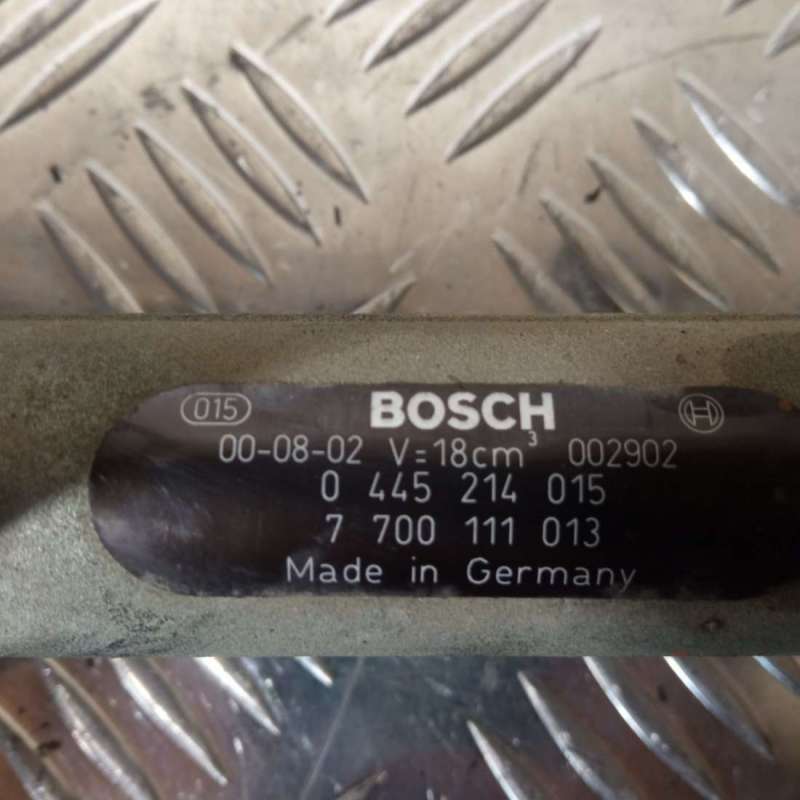 015 BOSCH
00-08-02 V=18cm³ 002902
0 445 214 015
7 700 111 013
Made in Germany